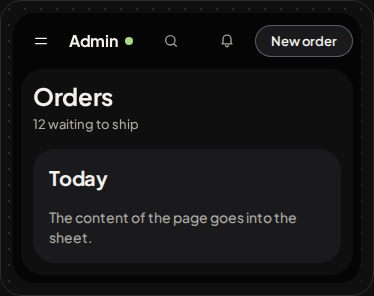 Admin
New order
Orders
12 waiting to ship
Today
The content of the page goes into the
sheet.